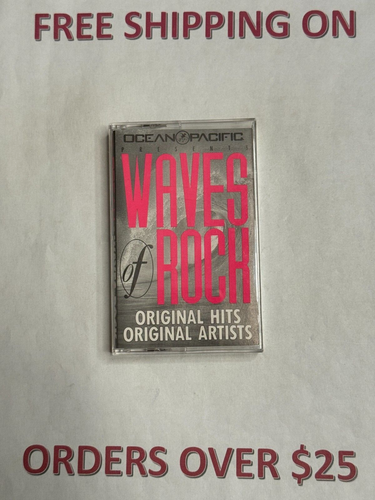 FREE SHIPPING ON
OCEAN PACIFIC
PRESENTS
WAVES
of ROCK
ORIGINAL HITS
ORIGINAL ARTISTS
ORDERS OVER $25